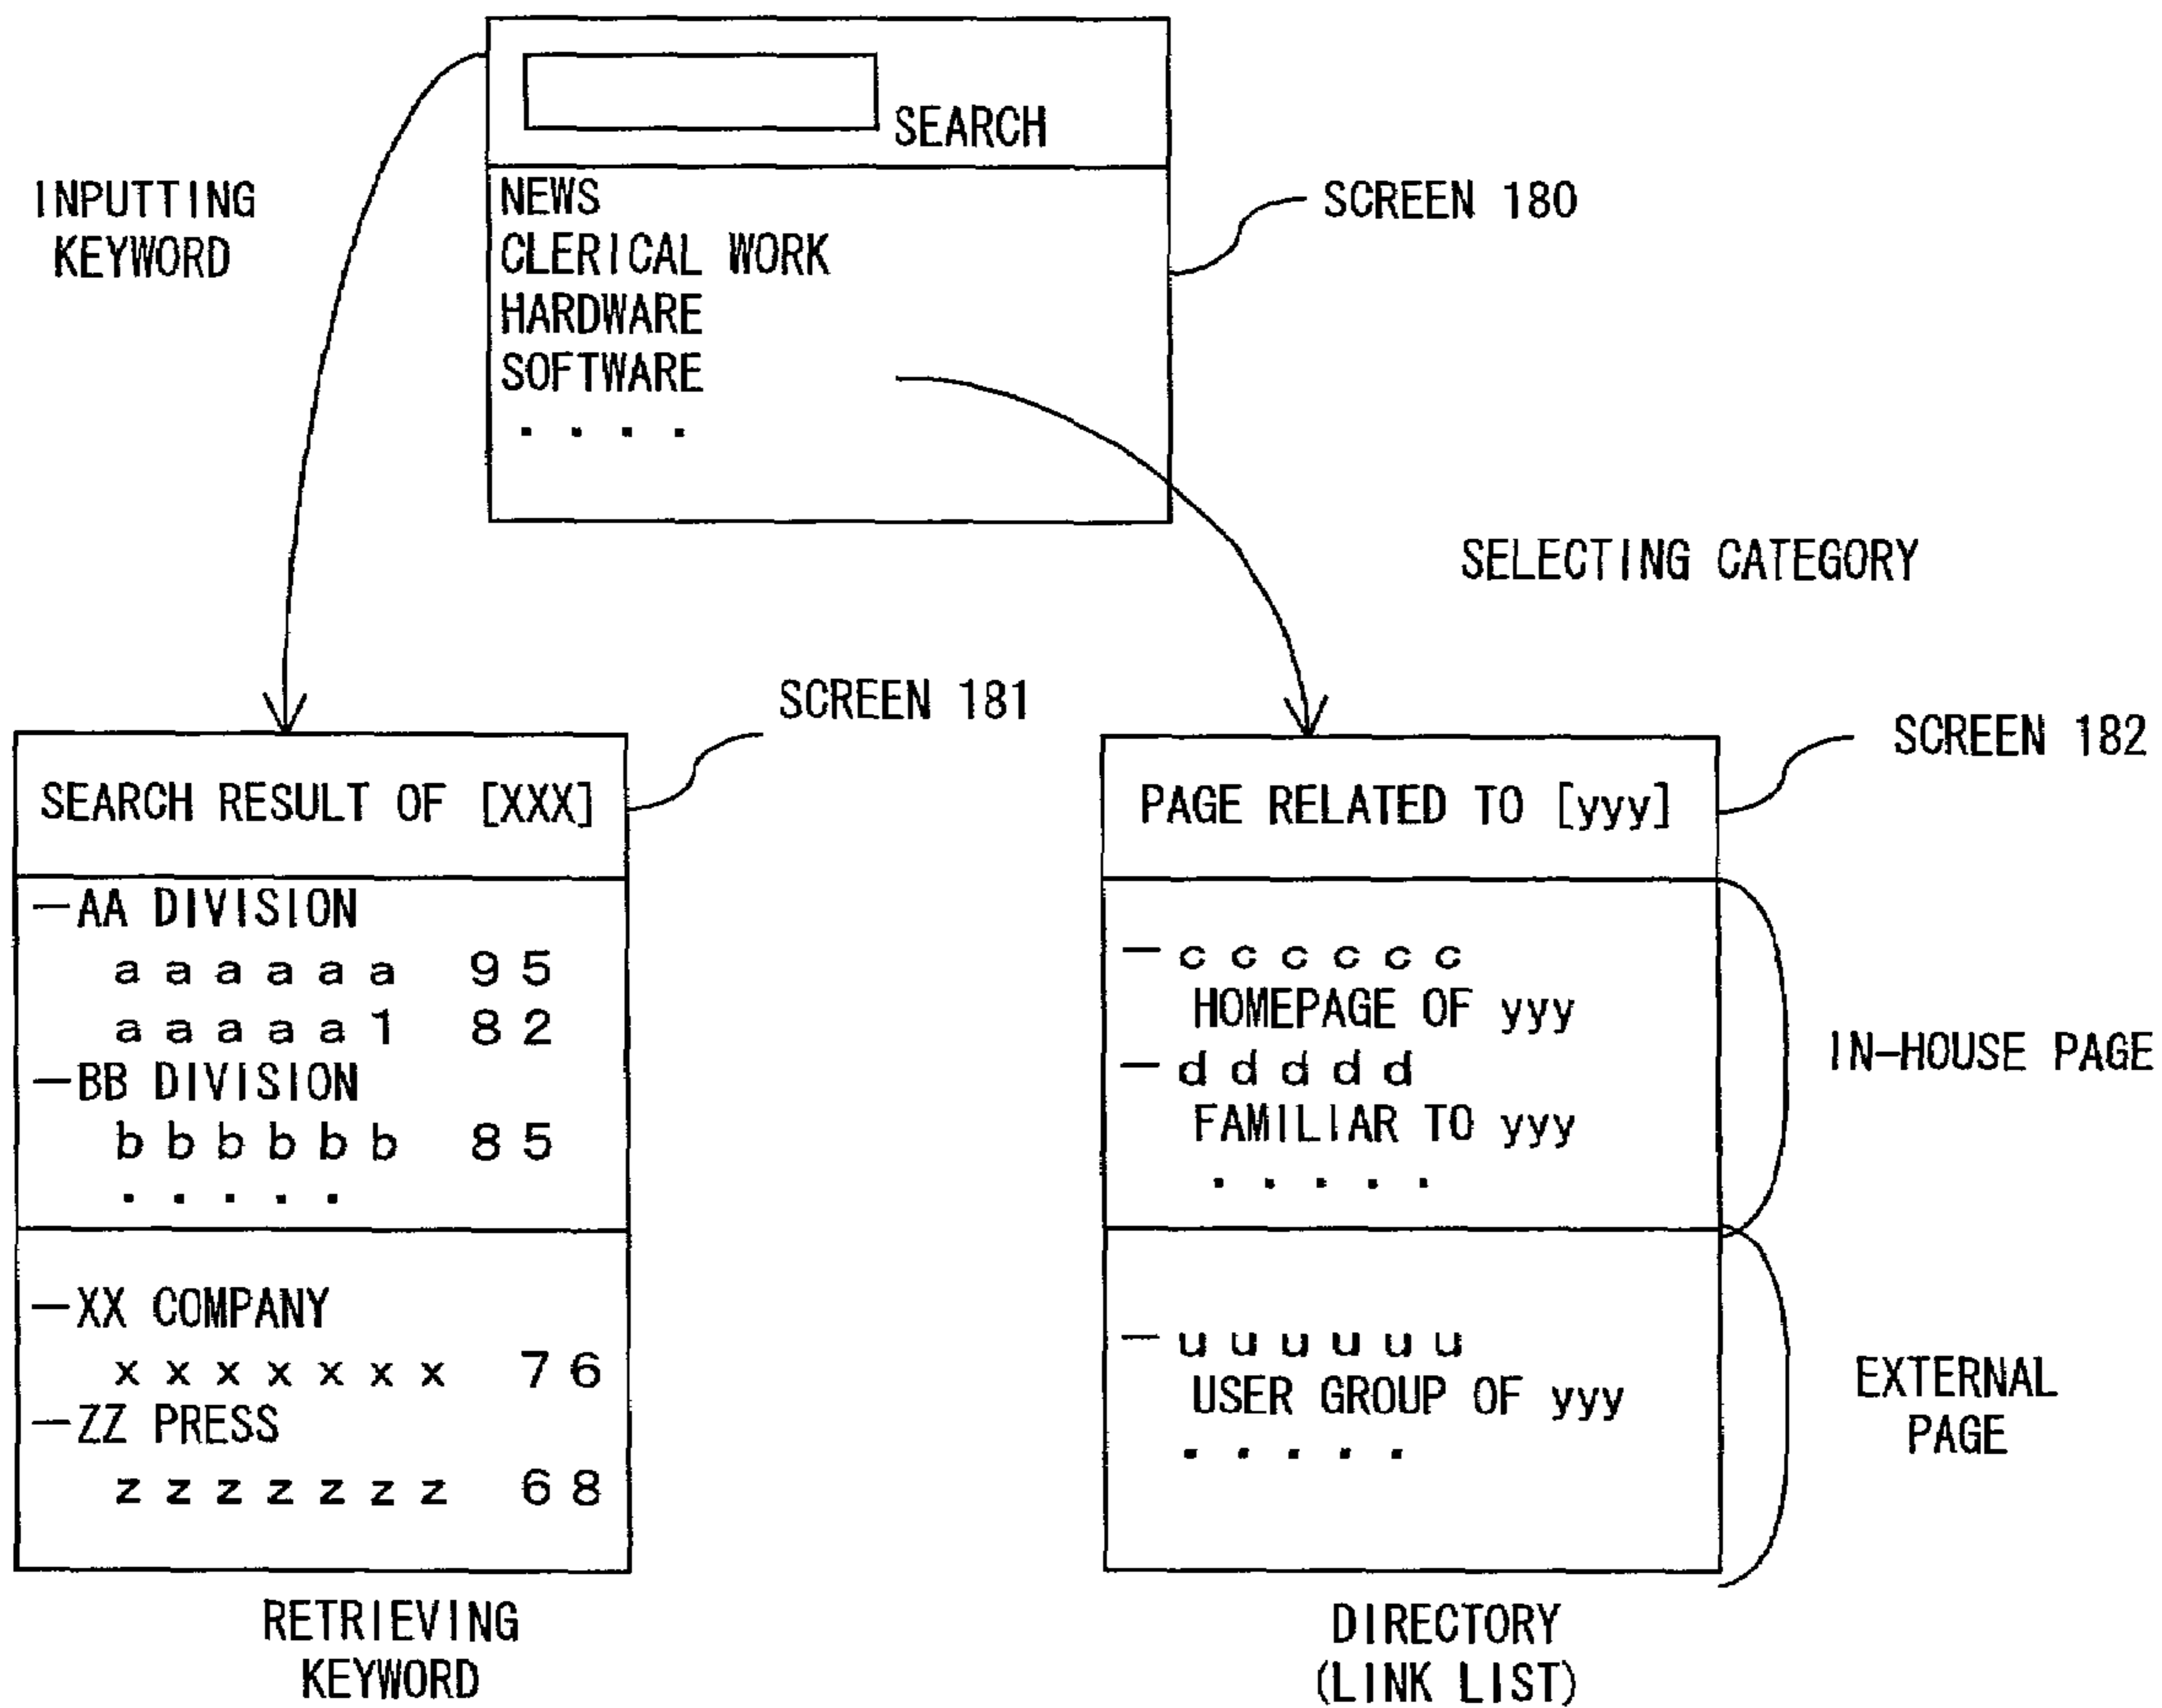 SEARCH
INPUTTING
KEYWORD
NEWS
CLERICAL WORK
HARDWARE
SOFTWARE
. . . .
SCREEN 180
SELECTING CATEGORY
SCREEN 181
SEARCH RESULT OF [XXX]
—AA DIVISION
a a a a a a 9 5
a a a a a 1 8 2
—BB DIVISION
b b b b b b 8 5
. . . . .
—XX COMPANY
x x x x x x x 7 6
—ZZ PRESS
z z z z z z z 6 8
RETRIEVING
KEYWORD
SCREEN 182
PAGE RELATED TO [yyy]
— c c c c c c
HOMEPAGE OF yyy
— d d d d d
FAMILIAR TO yyy
. . . . .
IN-HOUSE PAGE
— u u u u u u
USER GROUP OF yyy
. . . . .
EXTERNAL
PAGE
DIRECTORY
(LINK LIST)